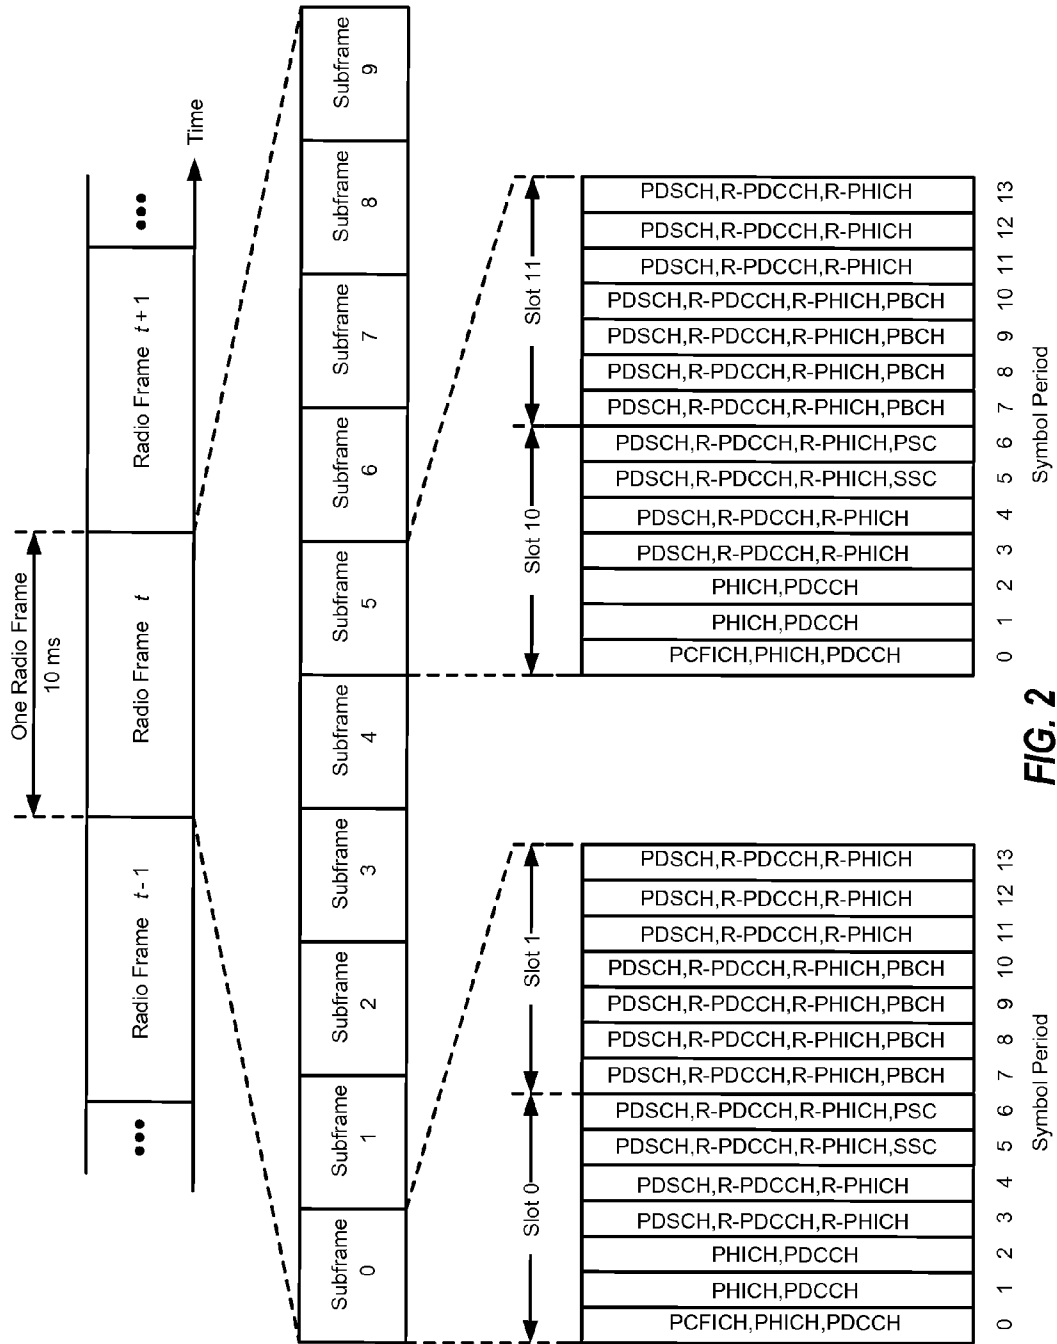 One Radio Frame
10 ms
Radio Frame t - 1
Radio Frame t
Radio Frame t + 1
Time
Subframe
0
Subframe
1
Subframe
2
Subframe
3
Subframe
4
Subframe
5
Subframe
6
Subframe
7
Subframe
8
Subframe
9
Slot 0
Slot 1
PCFICH,PHICH,PDCCH
PHICH,PDCCH
PHICH,PDCCH
PDSCH,R-PDCCH,R-PHICH
PDSCH,R-PDCCH,R-PHICH
PDSCH,R-PDCCH,R-PHICH,SSC
PDSCH,R-PDCCH,R-PHICH,PSC
PDSCH,R-PDCCH,R-PHICH,PBCH
PDSCH,R-PDCCH,R-PHICH,PBCH
PDSCH,R-PDCCH,R-PHICH,PBCH
PDSCH,R-PDCCH,R-PHICH,PBCH
PDSCH,R-PDCCH,R-PHICH
PDSCH,R-PDCCH,R-PHICH
PDSCH,R-PDCCH,R-PHICH
0 1 2 3 4 5 6 7 8 9 10 11 12 13
Symbol Period
Slot 10
Slot 11
PCFICH,PHICH,PDCCH
PHICH,PDCCH
PHICH,PDCCH
PDSCH,R-PDCCH,R-PHICH
PDSCH,R-PDCCH,R-PHICH
PDSCH,R-PDCCH,R-PHICH,SSC
PDSCH,R-PDCCH,R-PHICH,PSC
PDSCH,R-PDCCH,R-PHICH,PBCH
PDSCH,R-PDCCH,R-PHICH,PBCH
PDSCH,R-PDCCH,R-PHICH,PBCH
PDSCH,R-PDCCH,R-PHICH,PBCH
PDSCH,R-PDCCH,R-PHICH
PDSCH,R-PDCCH,R-PHICH
PDSCH,R-PDCCH,R-PHICH
0 1 2 3 4 5 6 7 8 9 10 11 12 13
Symbol Period
FIG. 2